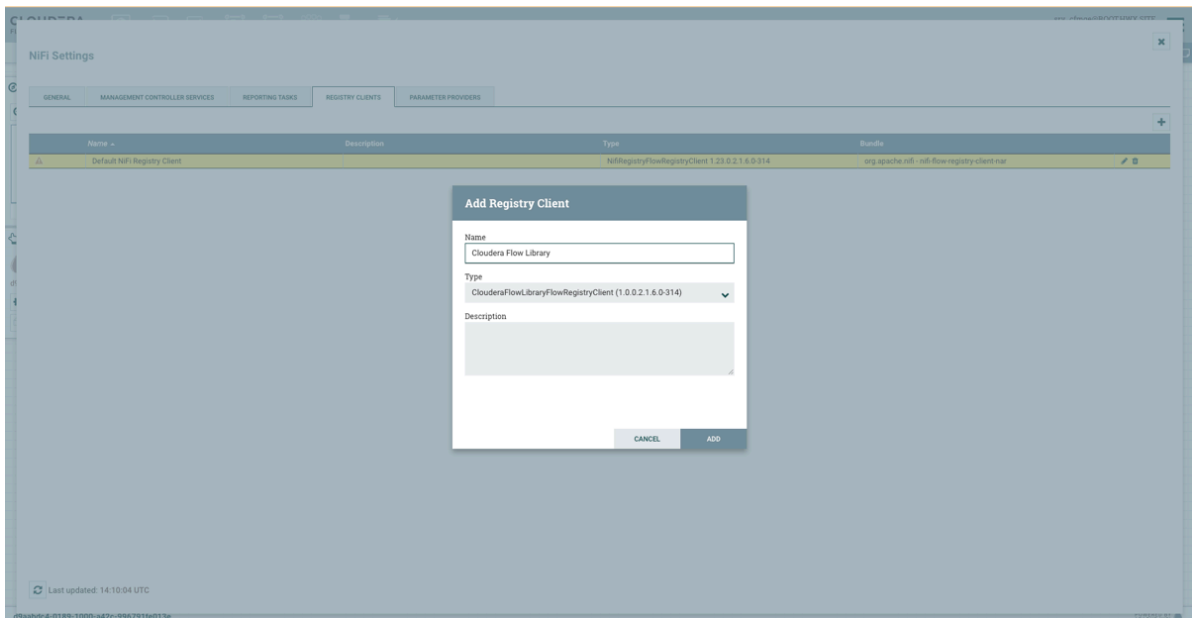 NiFi Settings
GENERAL MANAGEMENT CONTROLLER SERVICES REPORTING TASKS REGISTRY CLIENTS PARAMETER PROVIDERS
Name Description Type Bundle
Default NiFi Registry Client NifiRegistryFlowRegistryClient 1.23.0.2.1.6.0-314 org.apache.nifi - nifi-flow-registry-client-nar
Add Registry Client
Name
Cloudera Flow Library
Type
ClouderaFlowLibraryFlowRegistryClient (1.0.0.2.1.6.0-314)
Description
CANCEL ADD
Last updated: 14:10:04 UTC